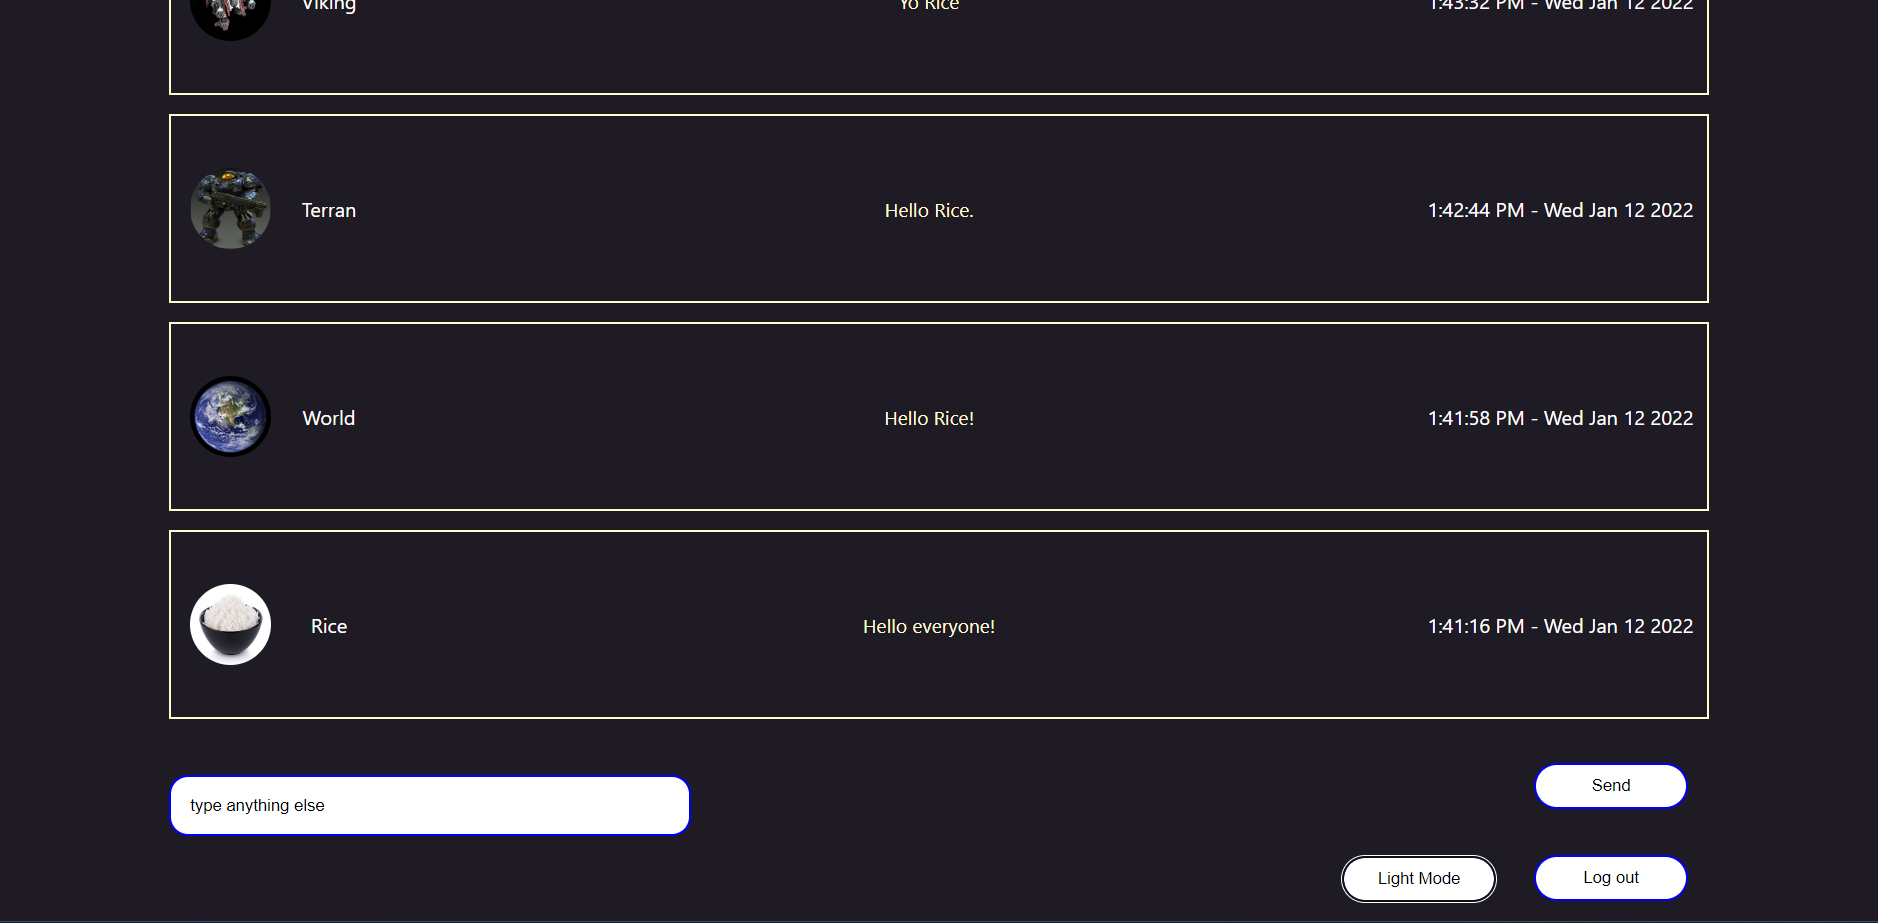 Viking Yo Rice 1:43:32 PM - Wed Jan 12 2022
Terran Hello Rice. 1:42:44 PM - Wed Jan 12 2022
World Hello Rice! 1:41:58 PM - Wed Jan 12 2022
Rice Hello everyone! 1:41:16 PM - Wed Jan 12 2022
type anything else
Send
Light Mode
Log out